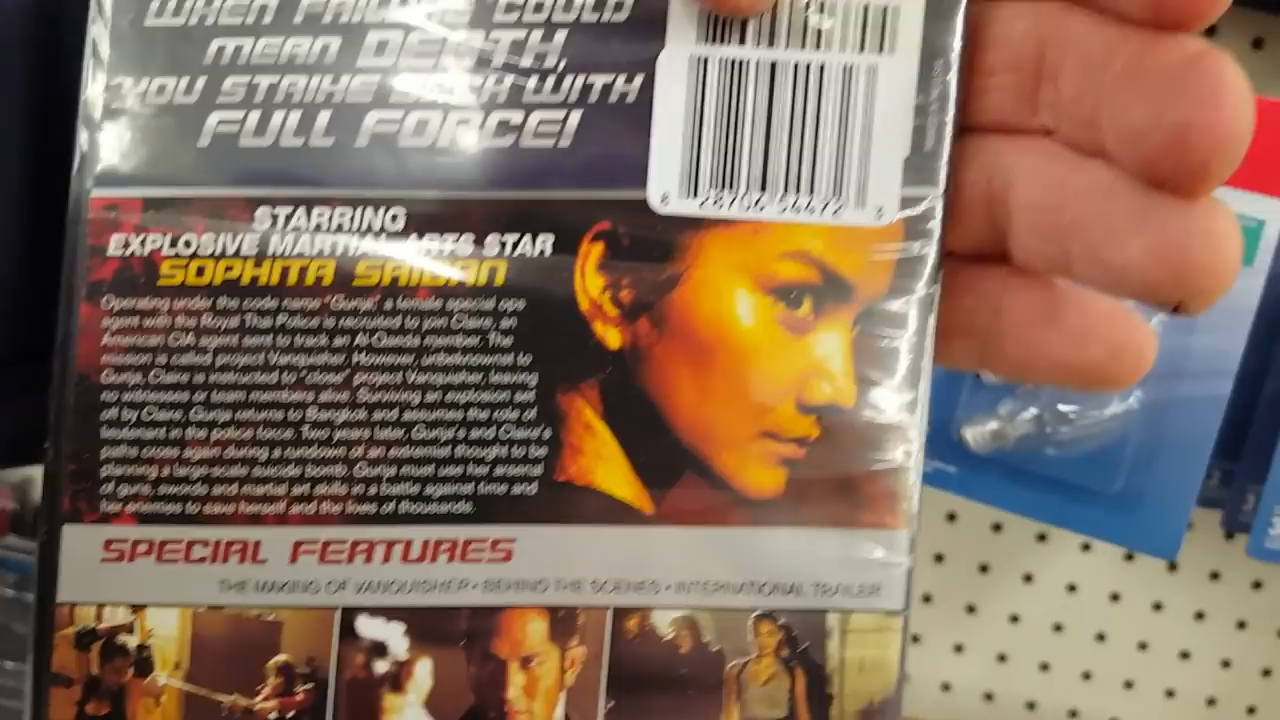 WHEN FAILURE COULD
MEAN DEATH,
YOU STRIKE BACK WITH
FULL FORCE!
STARRING
EXPLOSIVE MARTIAL ARTS STAR
SOPHITA SRIBAN
Operating under the code name "Gunja", a female special ops
agent with the Royal Thai Police is recruited to join Claire, an
American CIA agent sent to track an Al-Qaeda member. The
mission is called project Vanquisher. However, unbeknownst to
Gunja, Claire is instructed to "close" project Vanquisher, leaving
no witnesses or team members alive. Surviving an explosion set
off by Claire, Gunja returns to Bangkok and assumes the role of
lieutenant in the police force. Two years later, Gunja's and Claire's
paths cross again during a rundown of an extremist thought to be
planning a large-scale suicide bomb. Gunja must use her arsenal
of guns, swords and martial art skills in a battle against time and
her enemies to save herself and the lives of thousands.
SPECIAL FEATURES
THE MAKING OF VANQUISHER • BEHIND THE SCENES • INTERNATIONAL TRAILER